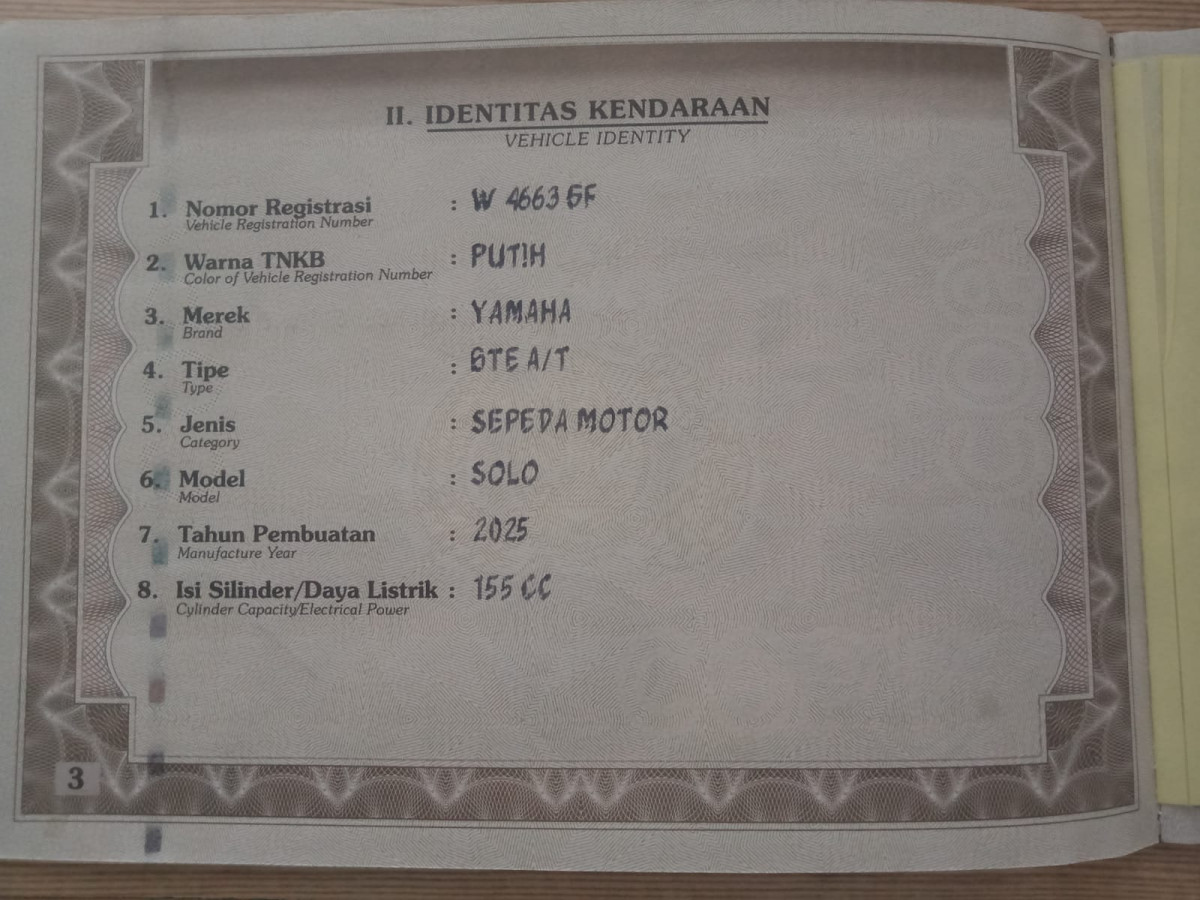 II. IDENTITAS KENDARAAN
VEHICLE IDENTITY
1. Nomor Registrasi : W 4663
Vehicle Registration Number
2. Warna TNKB : PUTIH
Color of Vehicle Registration Number
3. Merek : YAMAHA
Brand
4. Tipe : A/T
Type
5. Jenis : SEPEDA MOTOR
Category
6. Model : SOLO
Model
7. Tahun Pembuatan : 2025
Manufacture Year
8. Isi Silinder/Daya Listrik : 155 CC
Cylinder Capacity/Electrical Power
3